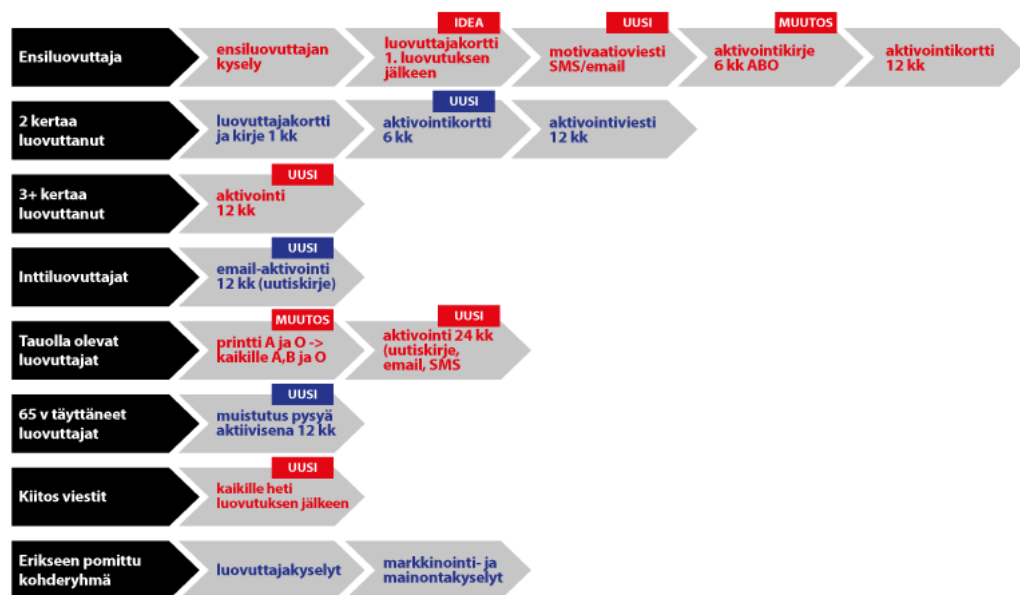 IDEA
UUSI
MUUTOS
Ensiluovuttaja
ensiluovuttajan
kysely
luovuttajakortti
1. luovutuksen
jälkeen
motivaatioviesti
SMS/email
aktivointikirje
6 kk ABO
aktivointikortti
12 kk
UUSI
2 kertaa
luovuttanut
luovuttajakortti
ja kirje 1 kk
aktivointikortti
6 kk
aktivointiviesti
12 kk
UUSI
3+ kertaa
luovuttanut
aktivointi
12 kk
UUSI
Inttiluovuttajat
email-aktivointi
12 kk (uutiskirje)
MUUTOS
UUSI
Tauolla olevat
luovuttajat
printti A ja O ->
kaikille A,B ja O
aktivointi 24 kk
(uutiskirje,
email, SMS
UUSI
65 v täyttäneet
luovuttajat
muistutus pysyä
aktiivisena 12 kk
UUSI
Kiitos viestit
kaikille heti
luovutuksen jälkeen
Erikseen pomittu
kohderyhmä
luovuttajakyselyt
markkinointi- ja
mainontakyselyt